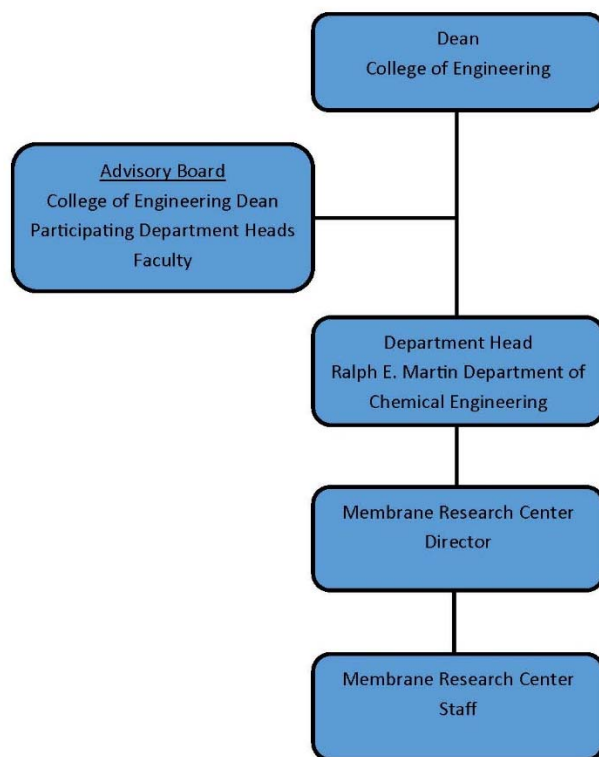 Dean
College of Engineering
Advisory Board
College of Engineering Dean
Participating Department Heads
Faculty
Department Head
Ralph E. Martin Department of
Chemical Engineering
Membrane Research Center
Director
Membrane Research Center
Staff